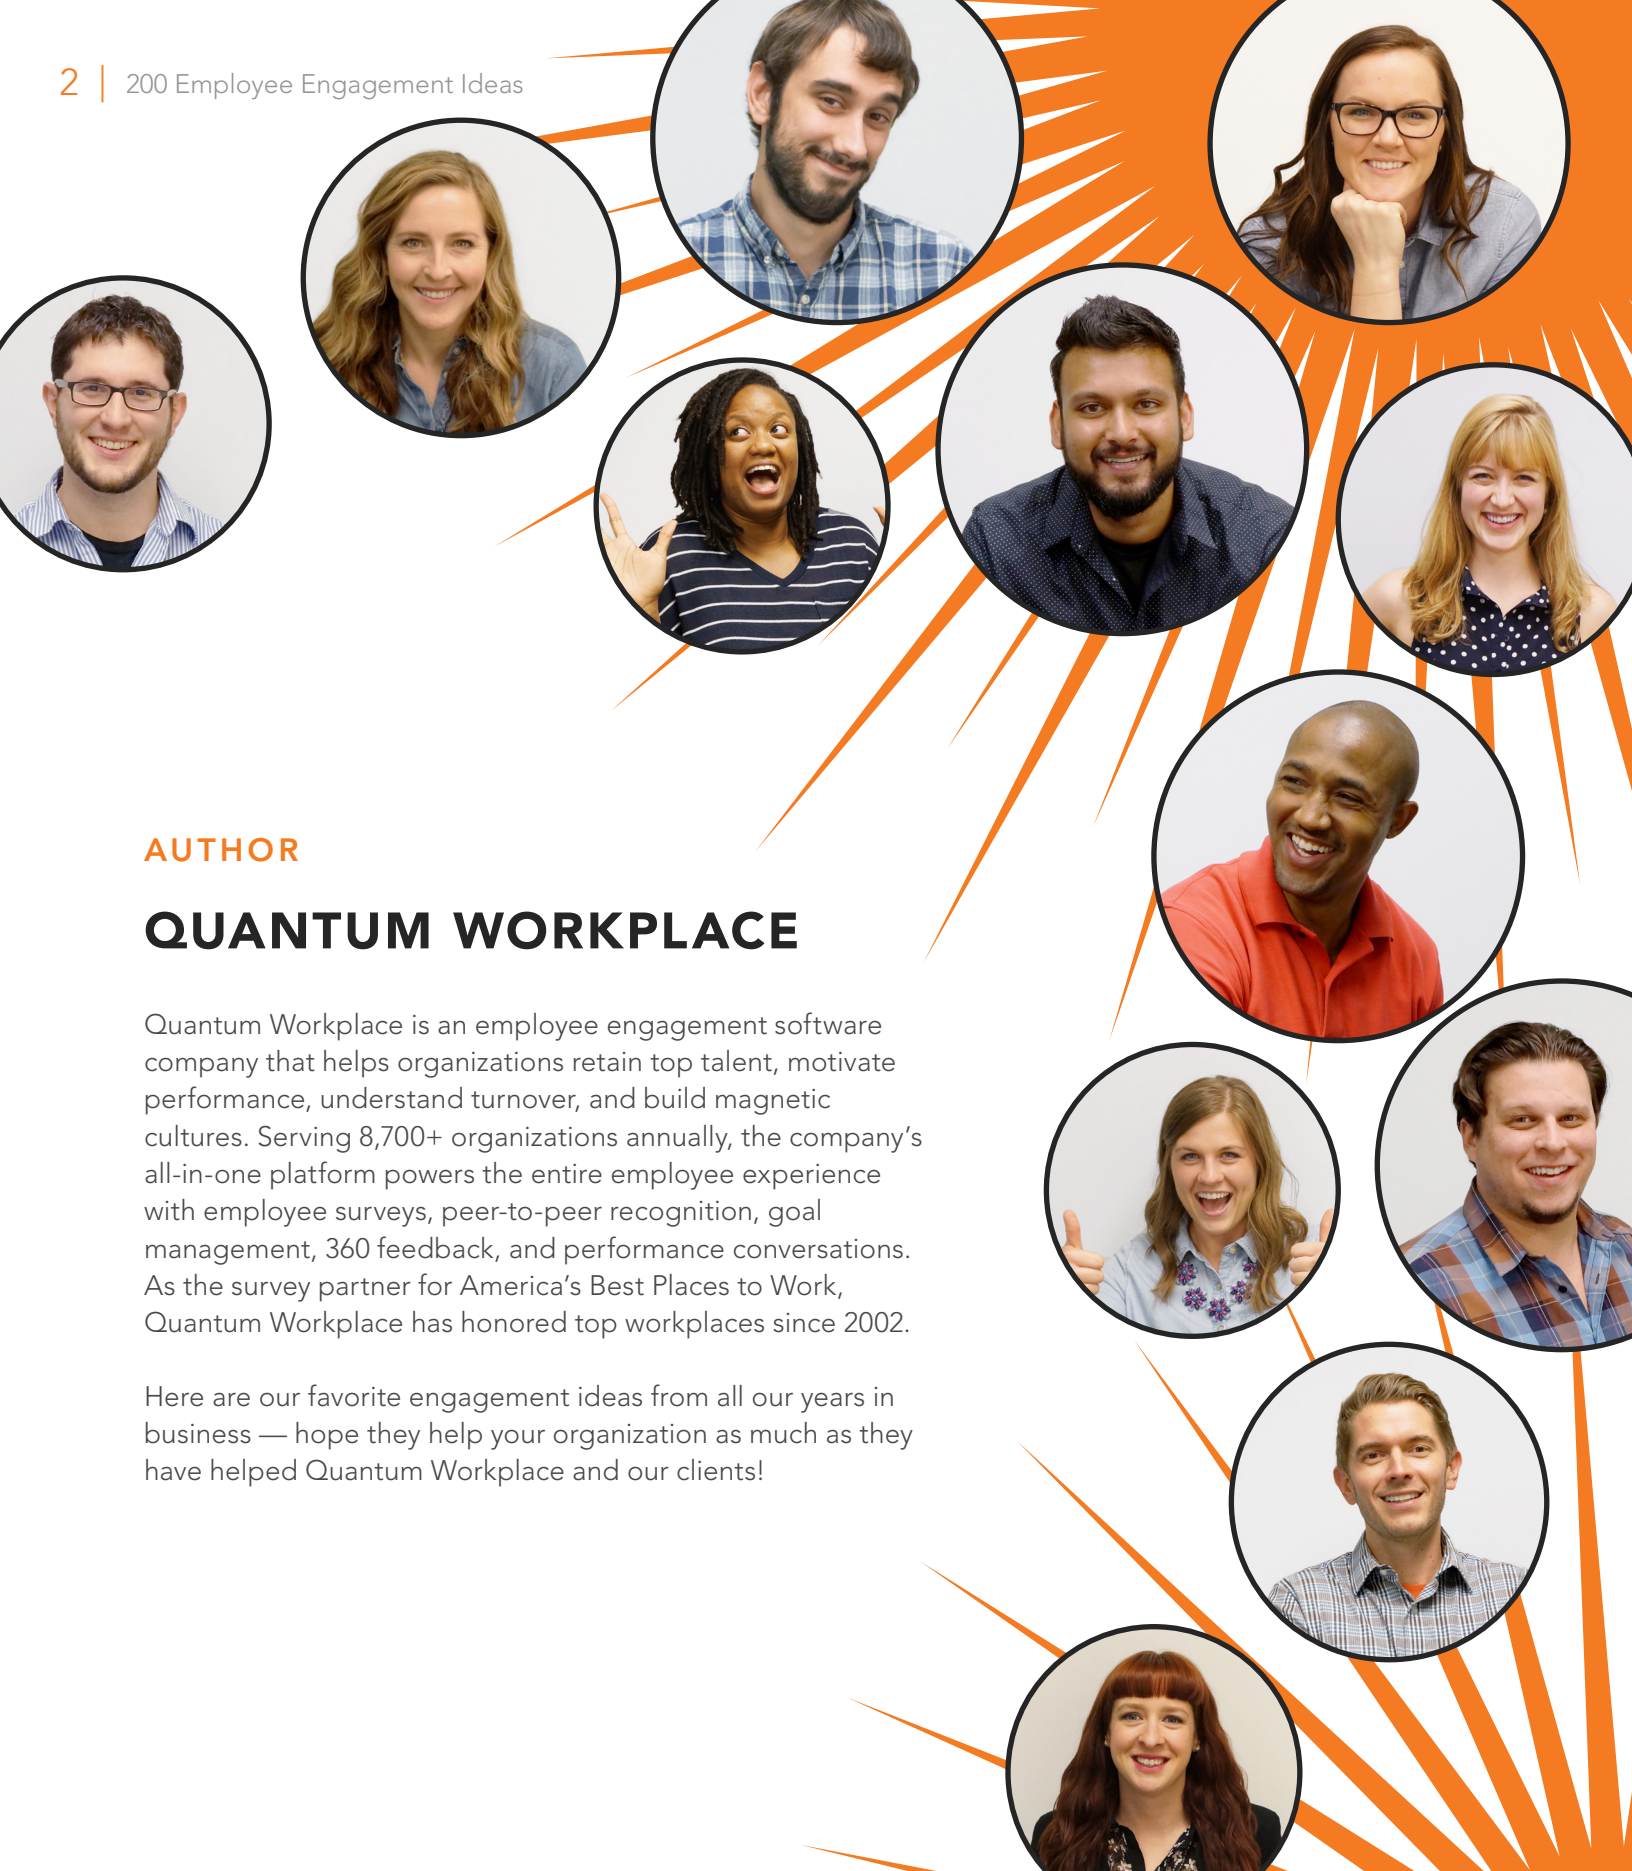 2 | 200 Employee Engagement Ideas
AUTHOR
QUANTUM WORKPLACE
Quantum Workplace is an employee engagement software
company that helps organizations retain top talent, motivate
performance, understand turnover, and build magnetic
cultures. Serving 8,700+ organizations annually, the company’s
all-in-one platform powers the entire employee experience
with employee surveys, peer-to-peer recognition, goal
management, 360 feedback, and performance conversations.
As the survey partner for America’s Best Places to Work,
Quantum Workplace has honored top workplaces since 2002.
Here are our favorite engagement ideas from all our years in
business — hope they help your organization as much as they
have helped Quantum Workplace and our clients!